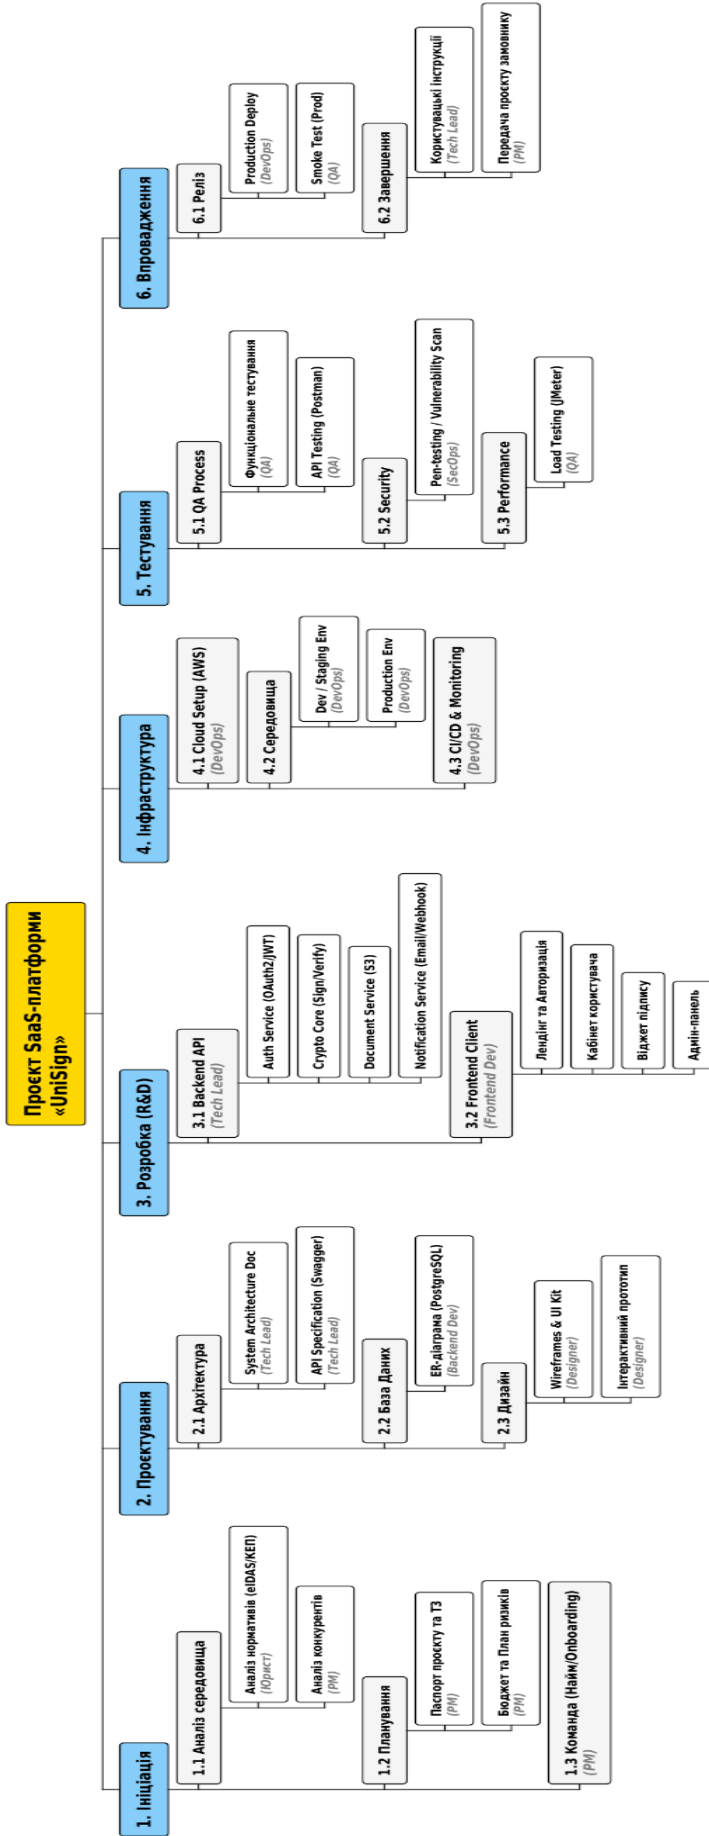 Проєкт SaaS-платформи
«UniSign»
1. Ініціація
1.1 Аналіз середовища
Аналіз нормативів (eIDAS/КЕП)
(Юрист)
Аналіз конкурентів
(PM)
1.2 Планування
Паспорт проєкту та ТЗ
(PM)
Бюджет та План ризиків
(PM)
1.3 Команда (Найм/Onboarding)
(PM)
2. Проєктування
2.1 Архітектура
System Architecture Doc
(Tech Lead)
API Specification (Swagger)
(Tech Lead)
2.2 База Даних
ER-діаграма (PostgreSQL)
(Backend Dev)
2.3 Дизайн
Wireframes & UI Kit
(Designer)
Інтерактивний прототип
(Designer)
3. Розробка (R&D)
3.1 Backend API
(Tech Lead)
Auth Service (OAuth2/JWT)
Crypto Core (Sign/Verify)
Document Service (S3)
Notification Service (Email/Webhook)
3.2 Frontend Client
(Frontend Dev)
Лендінг та Авторизація
Кабінет користувача
Віджет підпису
Адмін-панель
4. Інфраструктура
4.1 Cloud Setup (AWS)
(DevOps)
4.2 Середовища
Dev / Staging Env
(DevOps)
Production Env
(DevOps)
4.3 CI/CD & Monitoring
(DevOps)
5. Тестування
5.1 QA Process
Функціональне тестування
(QA)
API Testing (Postman)
(QA)
5.2 Security
Pen-testing / Vulnerability Scan
(SecOps)
5.3 Performance
Load Testing (JMeter)
(QA)
6. Впровадження
6.1 Реліз
Production Deploy
(DevOps)
Smoke Test (Prod)
(QA)
6.2 Завершення
Користувацькі інструкції
(Tech Lead)
Передача проєкту замовнику
(PM)